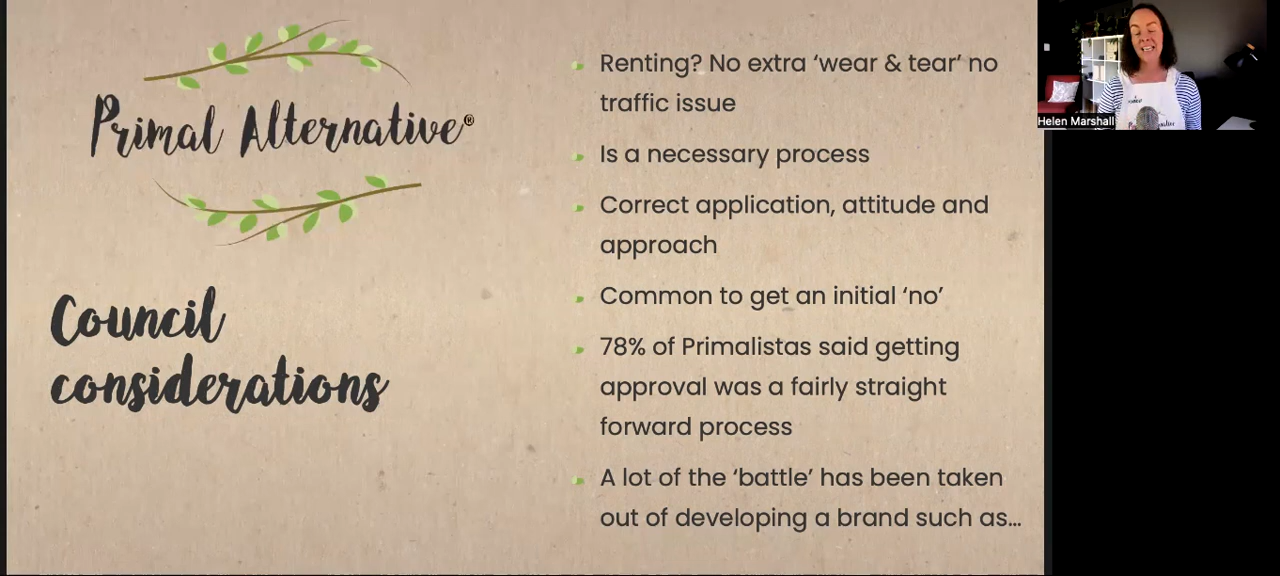 Primal Alternative®
Council
considerations
Renting? No extra ‘wear & tear’ no
traffic issue
Is a necessary process
Correct application, attitude and
approach
Common to get an initial ‘no’
78% of Primalistas said getting
approval was a fairly straight
forward process
A lot of the ‘battle’ has been taken
out of developing a brand such as...
Helen Marshall